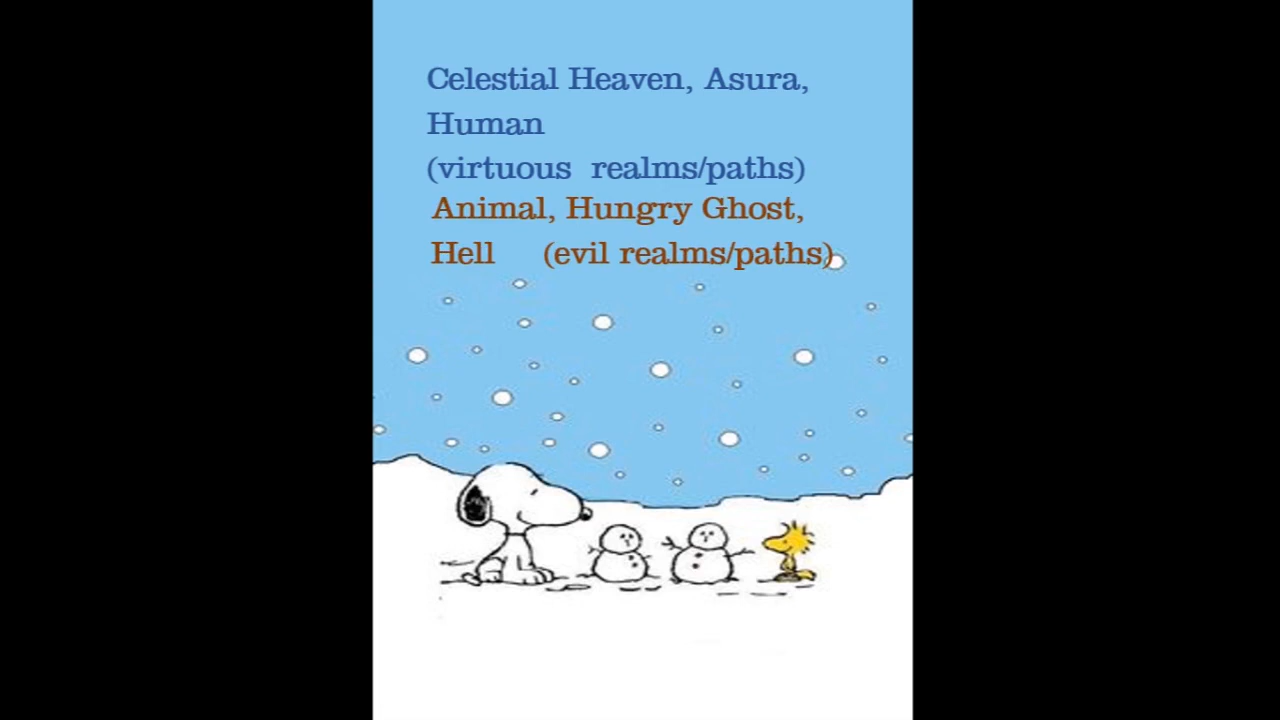 Celestial Heaven, Asura,
Human
(virtuous realms/paths)
Animal, Hungry Ghost,
Hell (evil realms/paths)